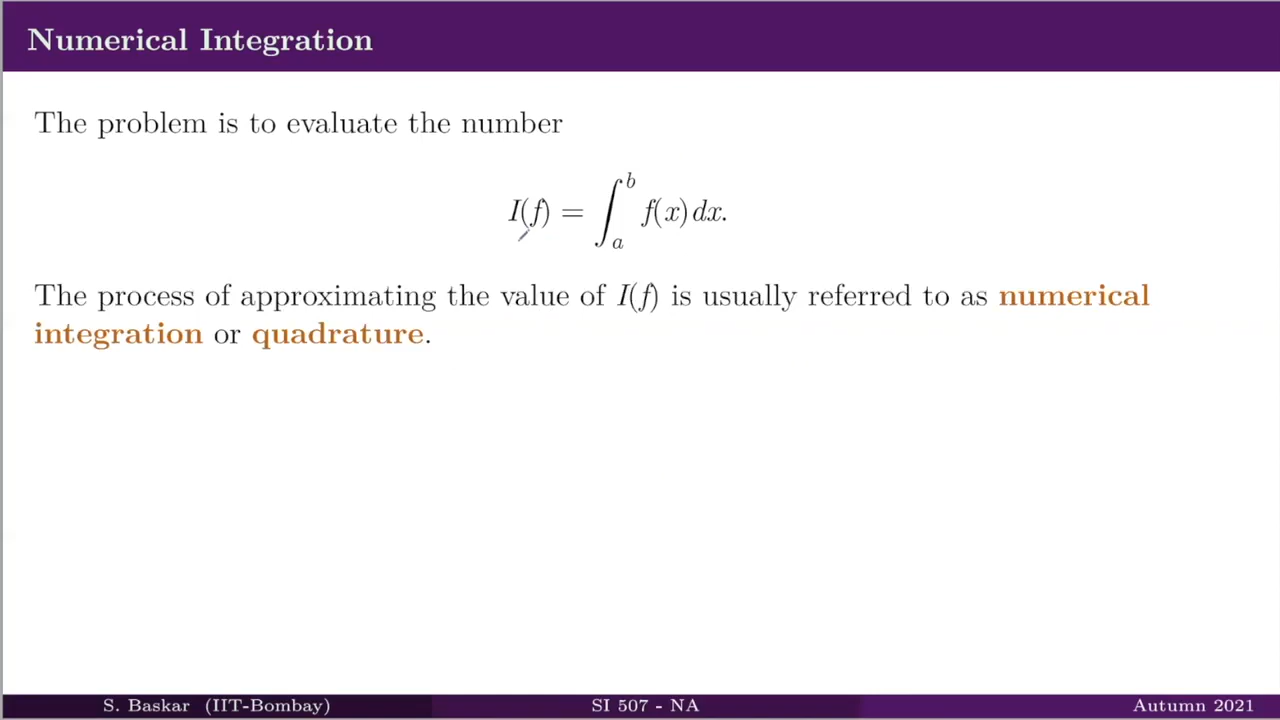 Numerical Integration
The problem is to evaluate the number
I(f) = ∫_a^b f(x)dx.
The process of approximating the value of I(f) is usually referred to as numerical
integration or quadrature.
S. Baskar (IIT-Bombay) SI 507 - NA Autumn 2021